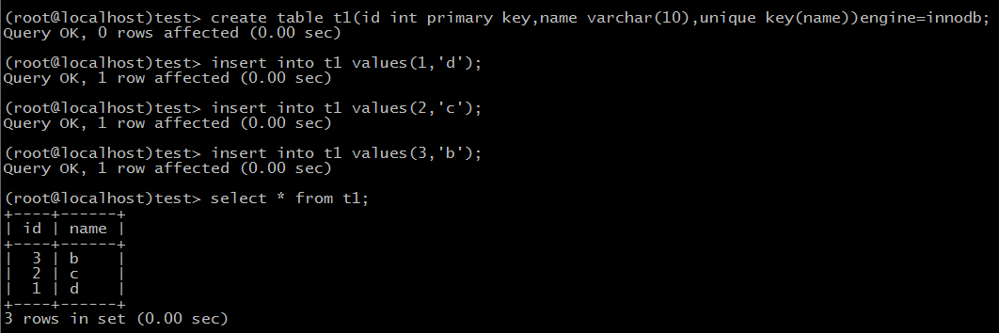 (root@localhost)test> create table t1(id int primary key,name varchar(10),unique key(name))engine=innodb;
Query OK, 0 rows affected (0.00 sec)
(root@localhost)test> insert into t1 values(1,'d');
Query OK, 1 row affected (0.00 sec)
(root@localhost)test> insert into t1 values(2,'c');
Query OK, 1 row affected (0.00 sec)
(root@localhost)test> insert into t1 values(3,'b');
Query OK, 1 row affected (0.00 sec)
(root@localhost)test> select * from t1;
+----+------+
| id | name |
+----+------+
|  3 | b    |
|  2 | c    |
|  1 | d    |
+----+------+
3 rows in set (0.00 sec)